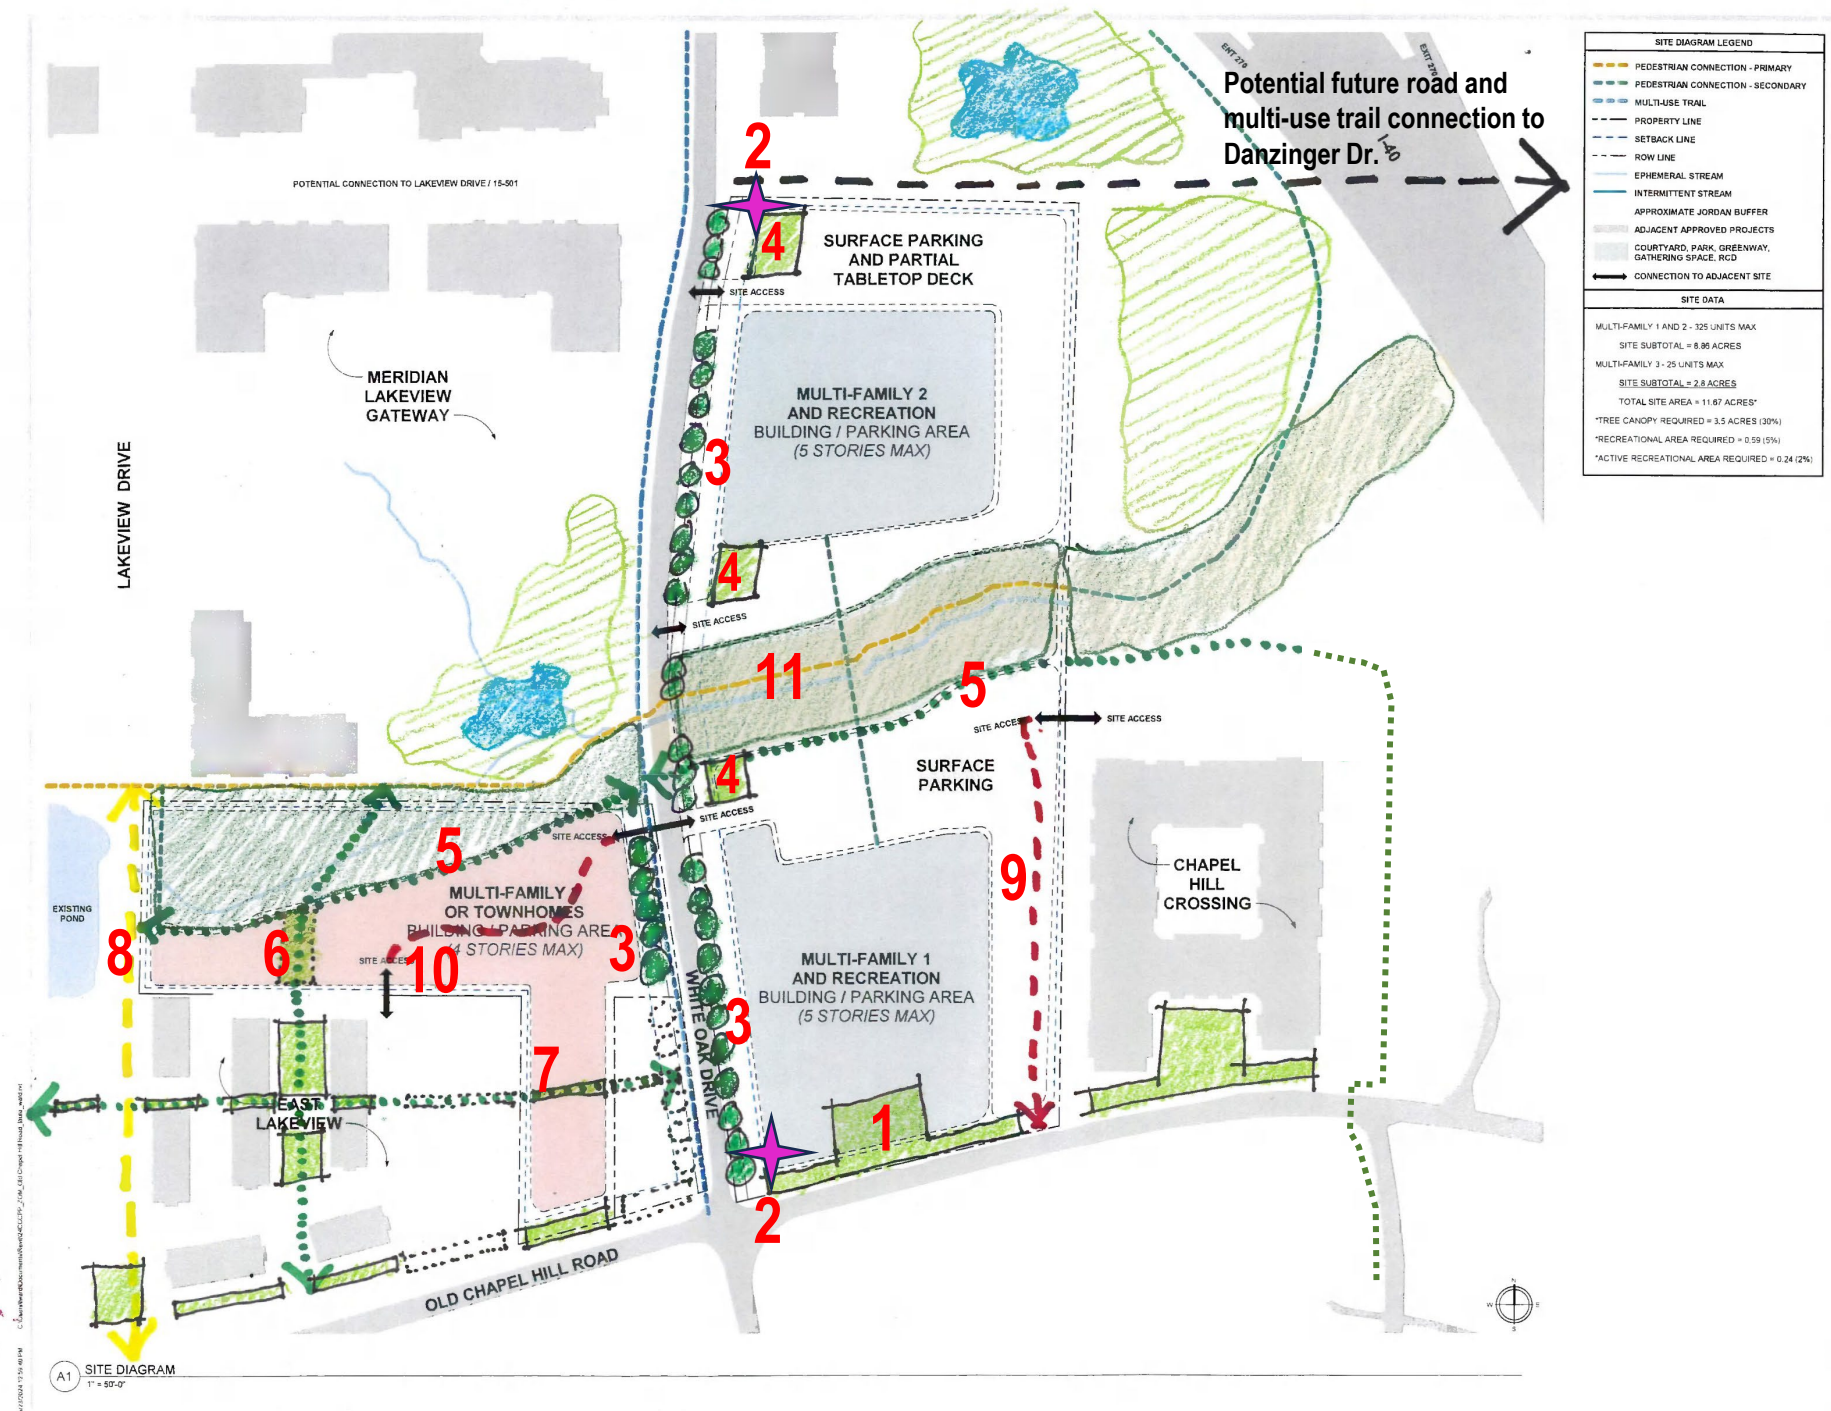 ENT 270
EXIT 270
I-40
Potential future road and
multi-use trail connection to
Danzinger Dr.
SITE DIAGRAM LEGEND
PEDESTRIAN CONNECTION - PRIMARY
PEDESTRIAN CONNECTION - SECONDARY
MULTI-USE TRAIL
PROPERTY LINE
SETBACK LINE
ROW LINE
EPHEMERAL STREAM
INTERMITTENT STREAM
APPROXIMATE JORDAN BUFFER
ADJACENT APPROVED PROJECTS
COURTYARD, PARK, GREENWAY,
GATHERING SPACE, RCD
CONNECTION TO ADJACENT SITE
SITE DATA
MULTI-FAMILY 1 AND 2 - 325 UNITS MAX
SITE SUBTOTAL = 8.86 ACRES
MULTI-FAMILY 3 - 25 UNITS MAX
SITE SUBTOTAL = 2.8 ACRES
TOTAL SITE AREA = 11.67 ACRES*
*TREE CANOPY REQUIRED = 3.5 ACRES (30%)
*RECREATIONAL AREA REQUIRED = 0.59 (5%)
*ACTIVE RECREATIONAL AREA REQUIRED = 0.24 (2%)
2
POTENTIAL CONNECTION TO LAKEVIEW DRIVE / 15-501
4
SURFACE PARKING
AND PARTIAL
TABLETOP DECK
SITE ACCESS
MERIDIAN
LAKEVIEW
GATEWAY
MULTI-FAMILY 2
AND RECREATION
BUILDING / PARKING AREA
(5 STORIES MAX)
3
LAKEVIEW DRIVE
4
SITE ACCESS
11
5
SITE ACCESS
SITE ACCESS
4
SURFACE
PARKING
SITE ACCESS
SITE ACCESS
5
9
CHAPEL
HILL
CROSSING
EXISTING
POND
MULTI-FAMILY
OR TOWNHOMES
BUILDING / PARKING ARE
(4 STORIES MAX)
8
6
SITE ACCES
10
3
MULTI-FAMILY 1
AND RECREATION
BUILDING / PARKING AREA
(5 STORIES MAX)
3
WHITE OAK DRIVE
7
EAST
LAKEVIEW
1
2
OLD CHAPEL HILL ROAD
N
W
E
S
A1
SITE DIAGRAM
1" = 50'-0"